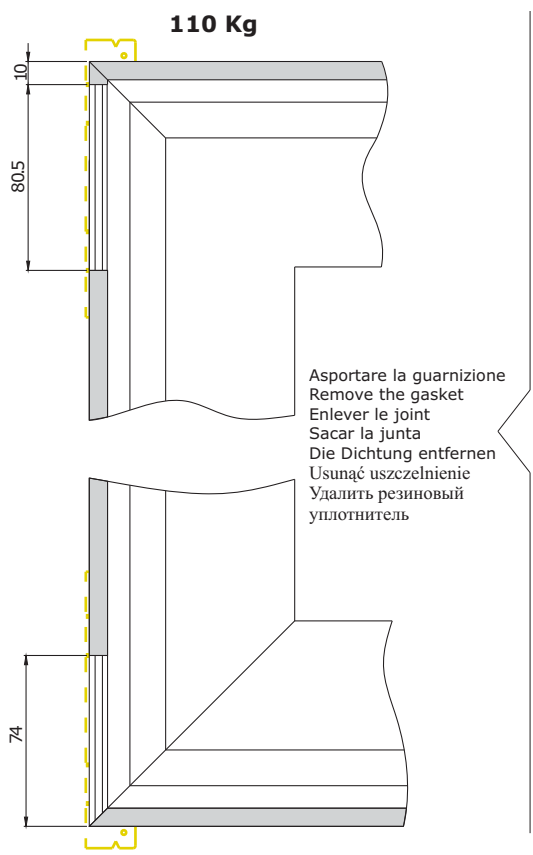 110 Kg
10
80.5
Asportare la guarnizione
Remove the gasket
Enlever le joint
Sacar la junta
Die Dichtung entfernen
Usunąć uszczelnienie
Удалить резиновый
уплотнитель
74